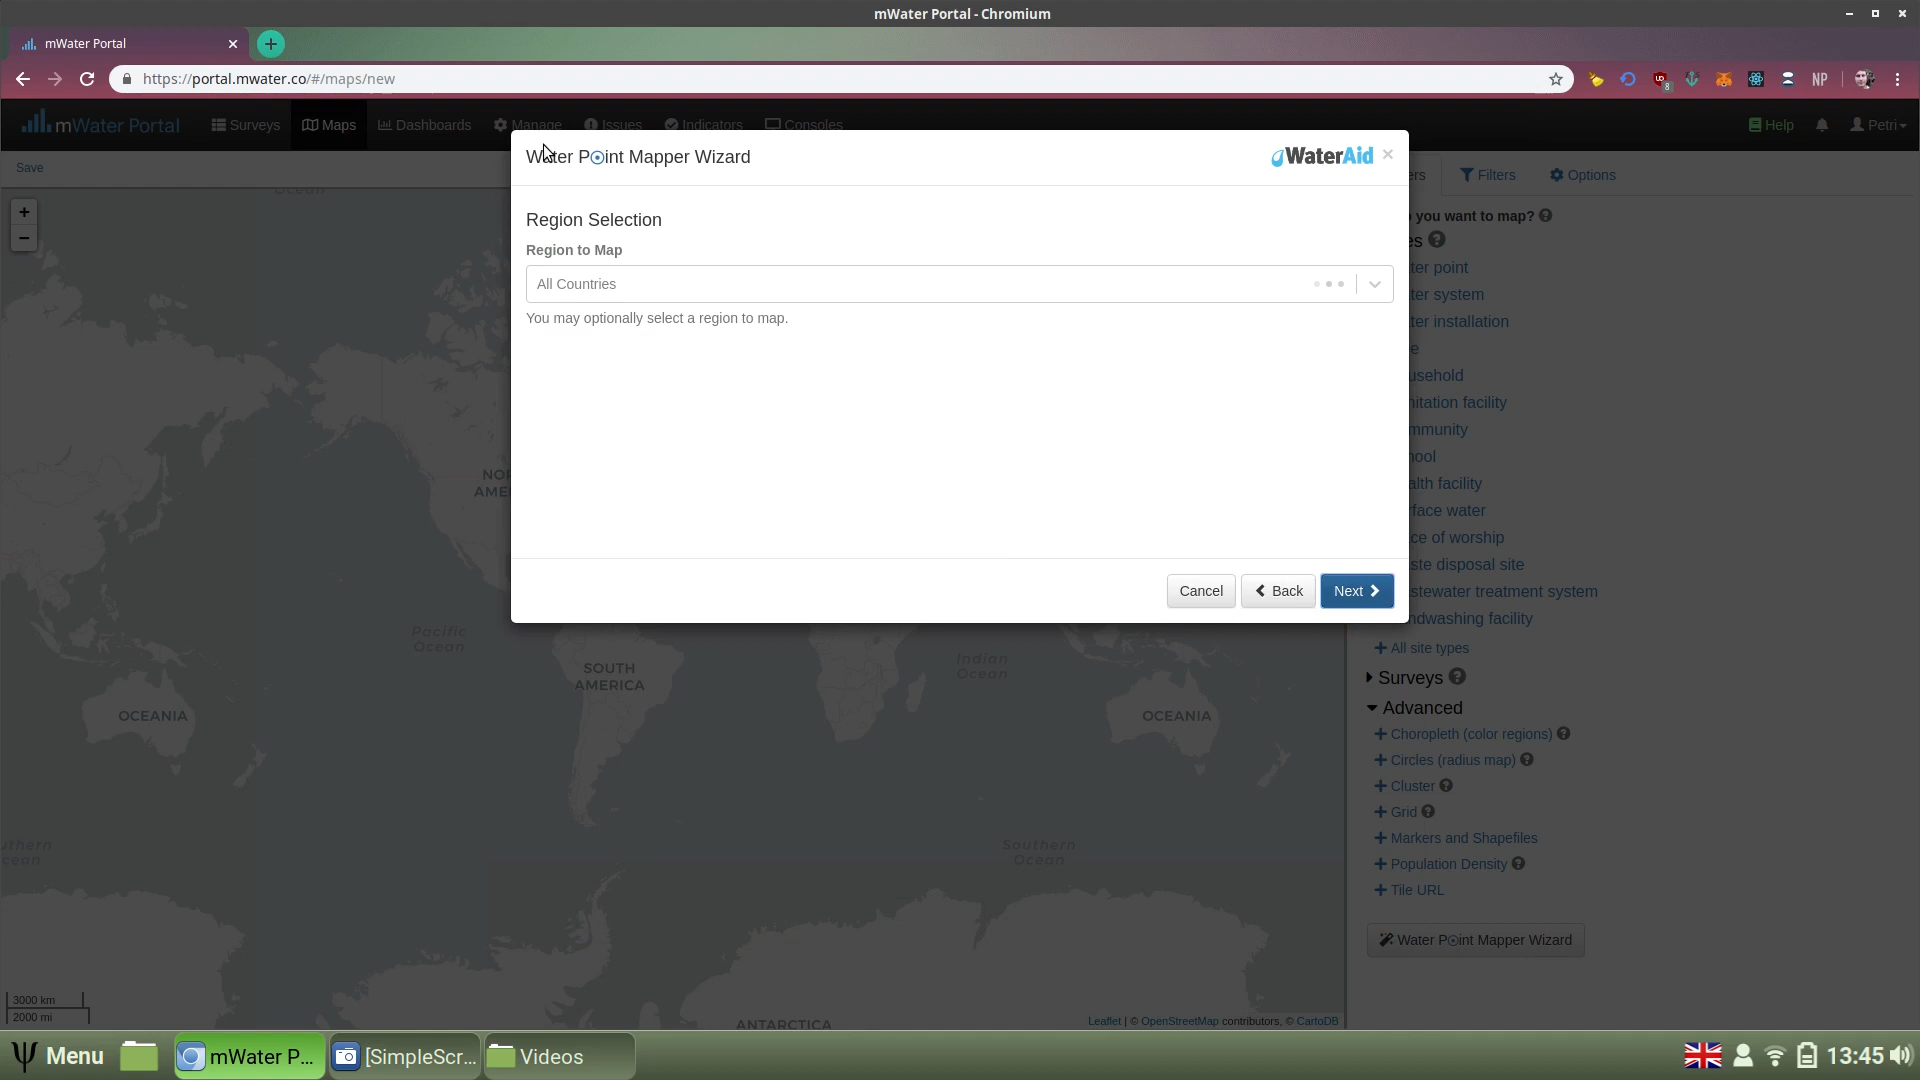 mWater Portal - Chromium
mWater Portal
https://portal.mwater.co/#/maps/new
8
NP
mWater Portal
Surveys
Maps
Dashboards
Manage
Issues
Indicators
Consoles
Help
Petri
Save
Water Point Mapper Wizard
WaterAid
×
Filters
Options
+
−
Region Selection
Region to Map
All Countries
You may optionally select a region to map.
Cancel
Back
Next
you want to map?
ter point
ter system
ter installation
usehold
nitation facility
mmunity
hool
alth facility
rface water
ce of worship
ste disposal site
stewater treatment system
ndwashing facility
All site types
Surveys
Advanced
Choropleth (color regions)
Circles (radius map)
Cluster
Grid
Markers and Shapefiles
Population Density
Tile URL
Water Point Mapper Wizard
Ocean
NOR
AMER
Pacific
Ocean
SOUTH
AMERICA
OCEANIA
Indian
Ocean
OCEANIA
Southern
Ocean
uthern
cean
ANTARCTICA
3000 km
2000 mi
Leaflet | © OpenStreetMap contributors, © CartoDB
Menu
mWater P...
[SimpleScr...
Videos
13:45